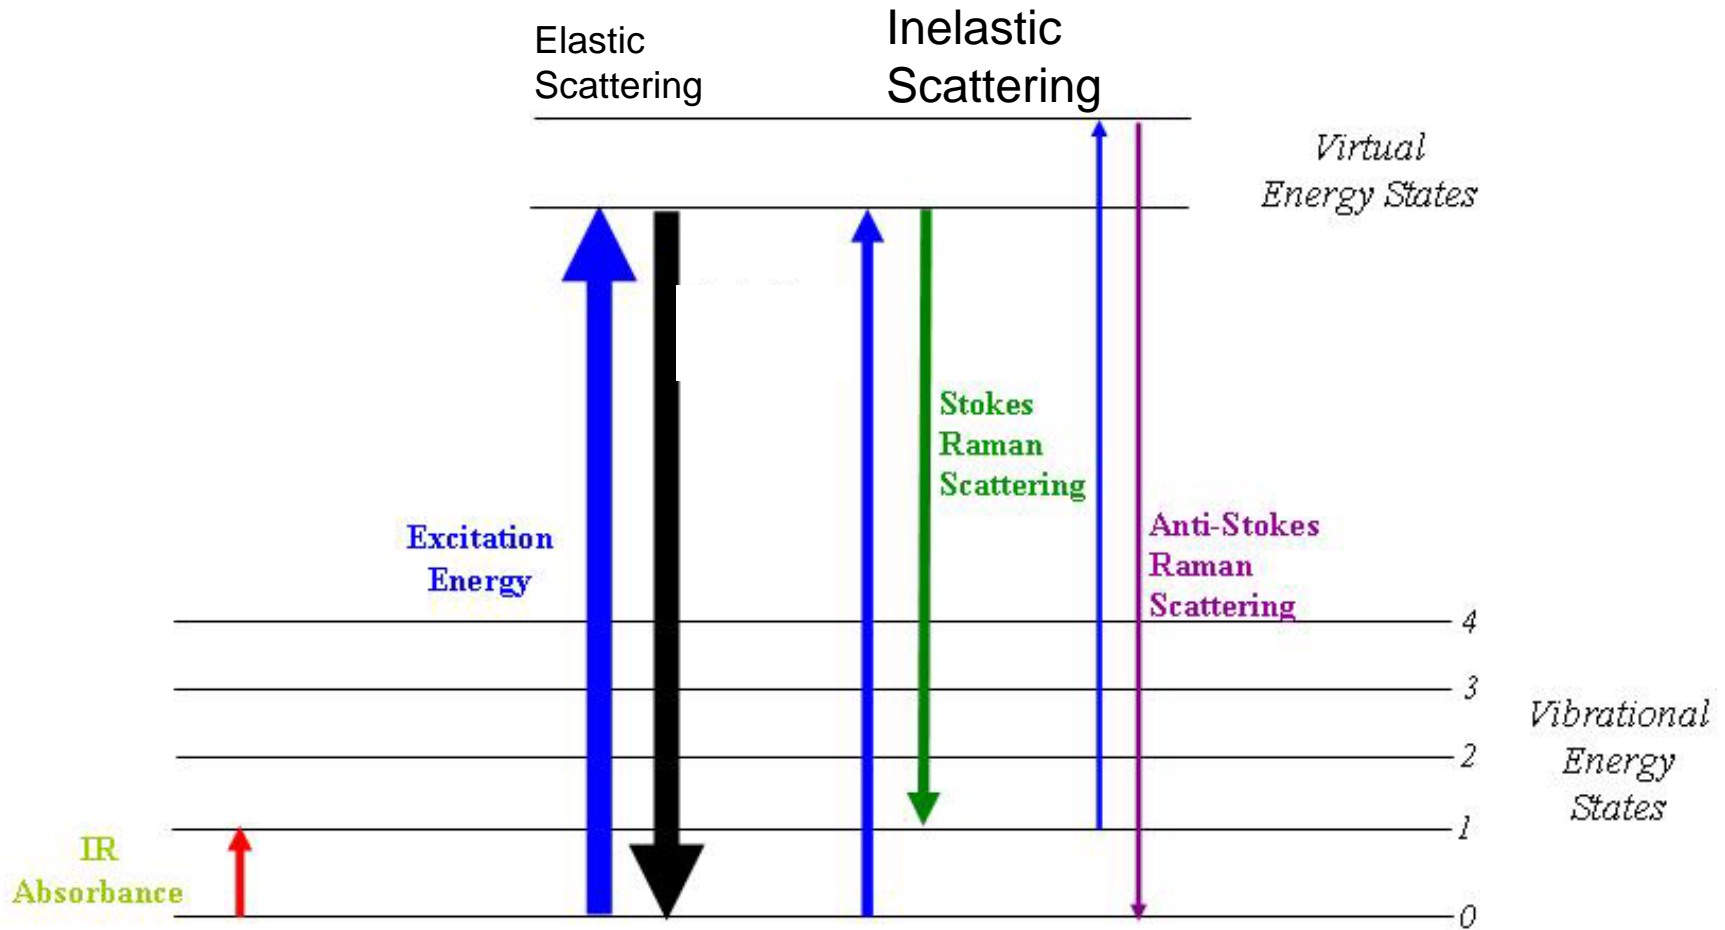 Elastic
Scattering
Inelastic
Scattering
Virtual
Energy States
Stokes
Raman
Scattering
Excitation
Energy
Anti-Stokes
Raman
Scattering
4
3
2
1
0
Vibrational
Energy
States
IR
Absorbance